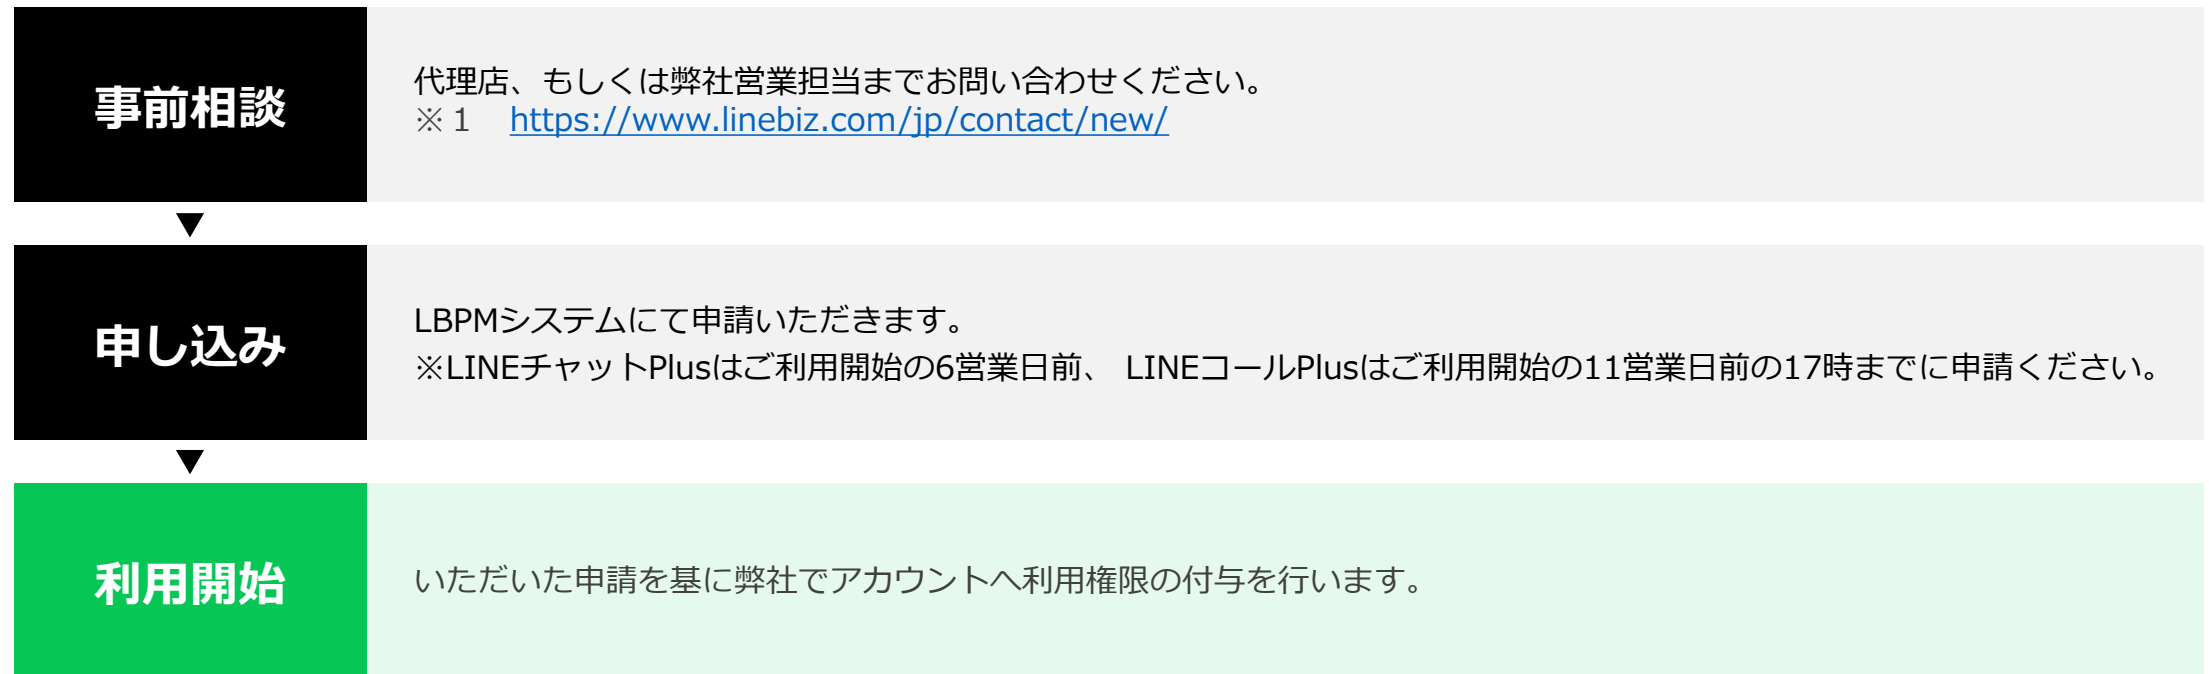 事前相談
代理店、もしくは弊社営業担当までお問い合わせください。
※１　https://www.linebiz.com/jp/contact/new/
▼
申し込み
LBPMシステムにて申請いただきます。
※LINEチャットPlusはご利用開始の6営業日前、 LINEコールPlusはご利用開始の11営業日前の17時までに申請ください。
▼
利用開始
いただいた申請を基に弊社でアカウントへ利用権限の付与を行います。